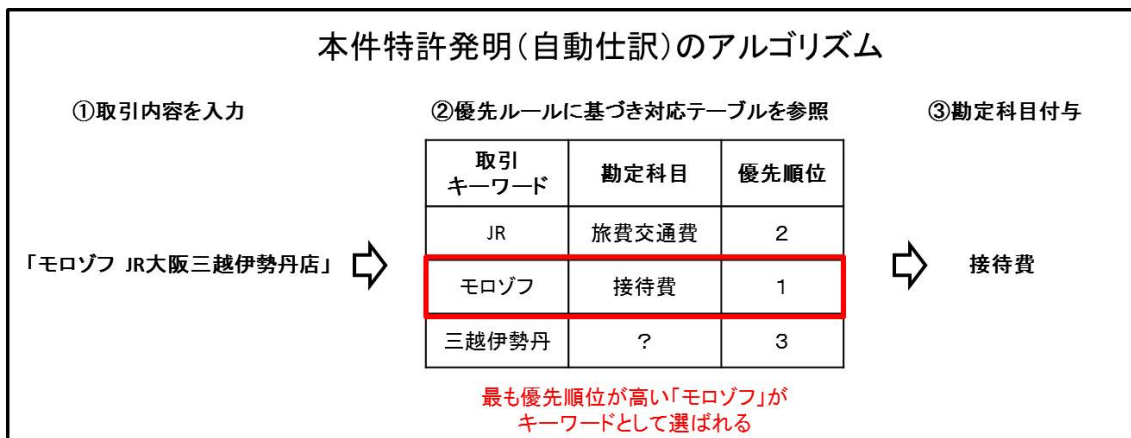 本件特許発明(自動仕訳)のアルゴリズム
①取引内容を入力
②優先ルールに基づき対応テーブルを参照
③勘定科目付与
取引
キーワード
勘定科目
優先順位
JR
旅費交通費
2
「モロゾフ JR大阪三越伊勢丹店」
モロゾフ
接待費
1
接待費
三越伊勢丹
?
3
最も優先順位が高い「モロゾフ」が
キーワードとして選ばれる